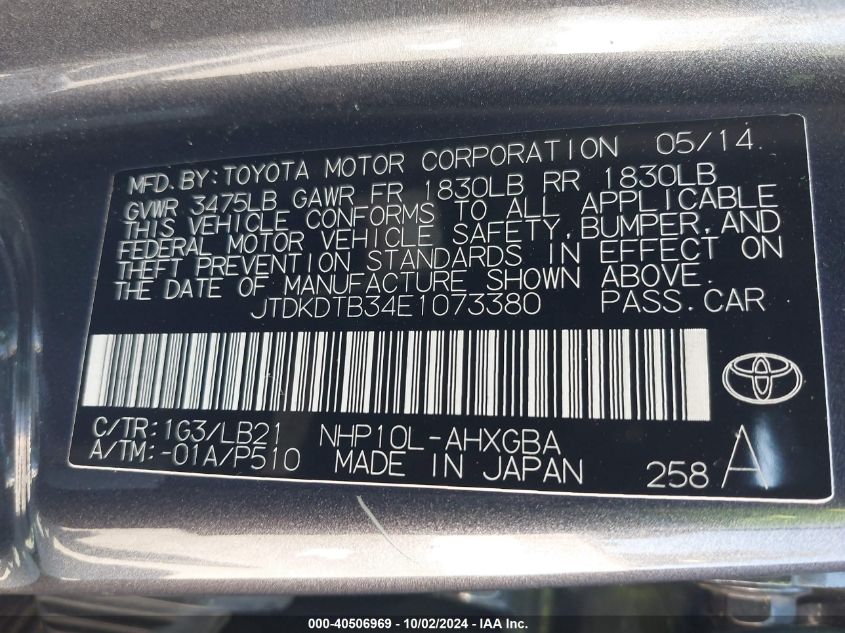 MFD. BY: TOYOTA MOTOR CORPORATION 05/14
GVWR 3475LB GAWR FR 1830LB RR 1830LB
THIS VEHICLE CONFORMS TO ALL APPLICABLE
FEDERAL MOTOR VEHICLE SAFETY, BUMPER, AND
THEFT PREVENTION STANDARDS IN EFFECT ON
THE DATE OF MANUFACTURE SHOWN ABOVE.
JTDKDTB34E1073380 PASS. CAR
C/TR: 1G3/LB21 NHP10L-AHXGBA
A/TM: -01A/P510 MADE IN JAPAN 258 A
000-40506969 - 10/02/2024 - IAA Inc.